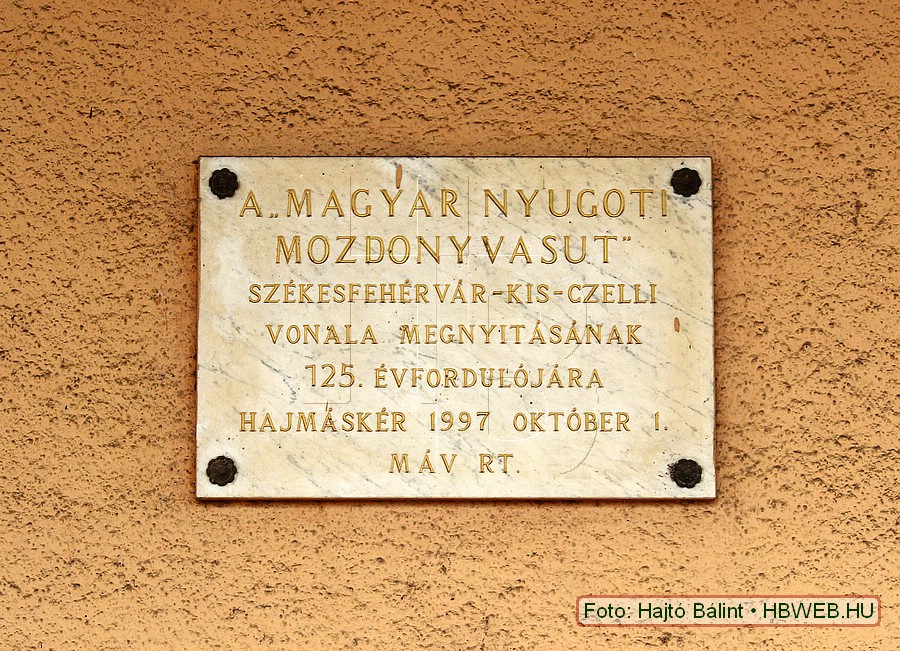 A „MAGYAR NYUGOTI
MOZDONYVASUT”
SZÉKESFEHÉRVÁR-KIS-CZELLI
VONALA MEGNYITÁSÁNAK
125. ÉVFORDULÓJÁRA
HAJMÁSKÉR 1997 OKTÓBER 1.
MÁV RT.
Foto: Hajtó Bálint • HBWEB.HU